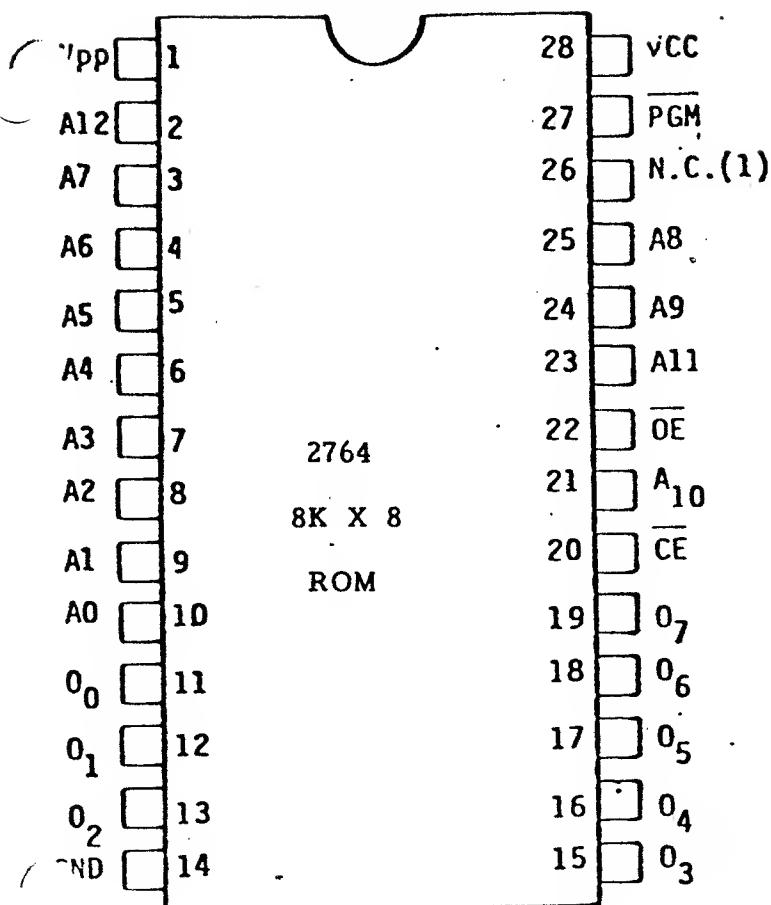 Vpp 1 28 vCC
A12 2 27 PGM
A7 3 26 N.C.(1)
A6 4 25 A8
A5 5 24 A9
A4 6 23 A11
A3 7 22 OE
A2 8 21 A10
A1 9 20 CE
A0 10 19 O7
O0 11 18 O6
O1 12 17 O5
O2 13 16 O4
GND 14 15 O3
2764
8K X 8
ROM